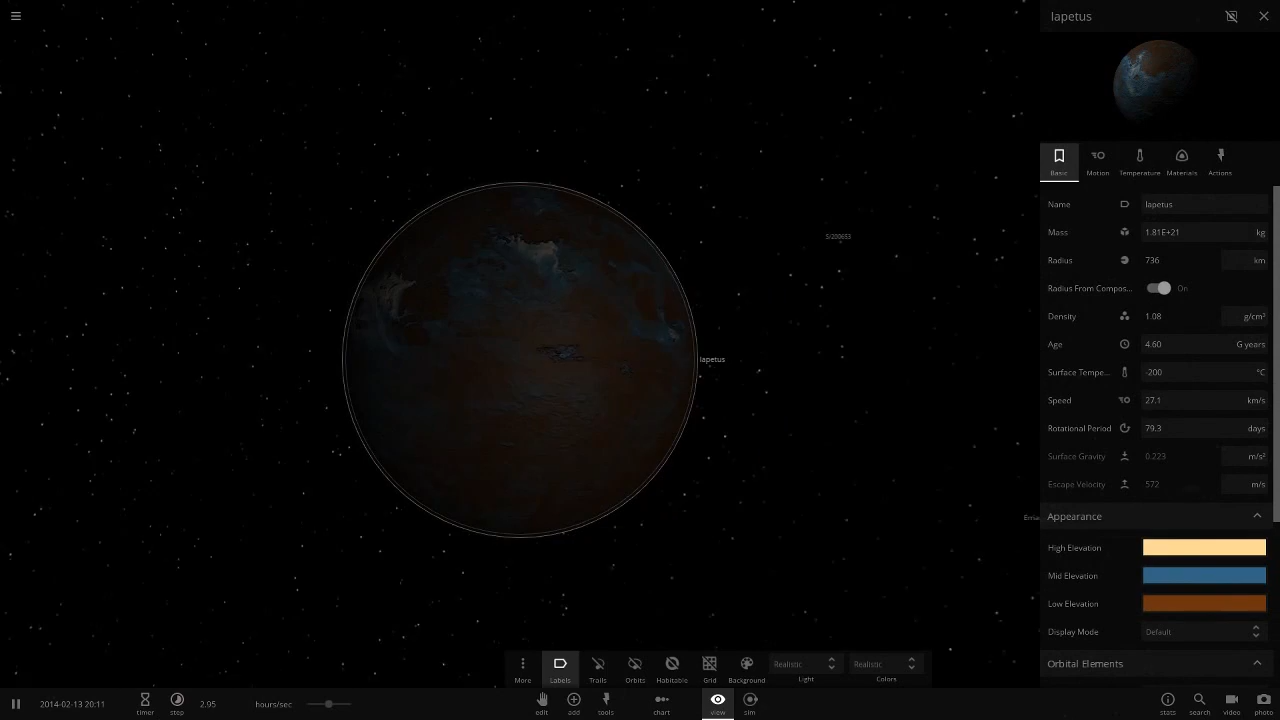 Iapetus
Basic Motion Temperature Materials Actions
Name Iapetus
Mass 1.81E+21 kg
Radius 736 km
Radius From Compos... On
Density 1.08 g/cm³
Age 4.60 G years
Surface Tempe... -200 °C
Speed 27.1 km/s
Rotational Period 79.3 days
Surface Gravity 0.223 m/s²
Escape Velocity 572 m/s
Appearance
High Elevation
Mid Elevation
Low Elevation
Display Mode Default
Orbital Elements
S/200653
Iapetus
More Labels Trails Orbits Habitable Grid Background
Realistic Realistic
Light Colors
2014-02-13 20:11 timer step 2.95 hours/sec edit add tools chart view sim stats search video photo